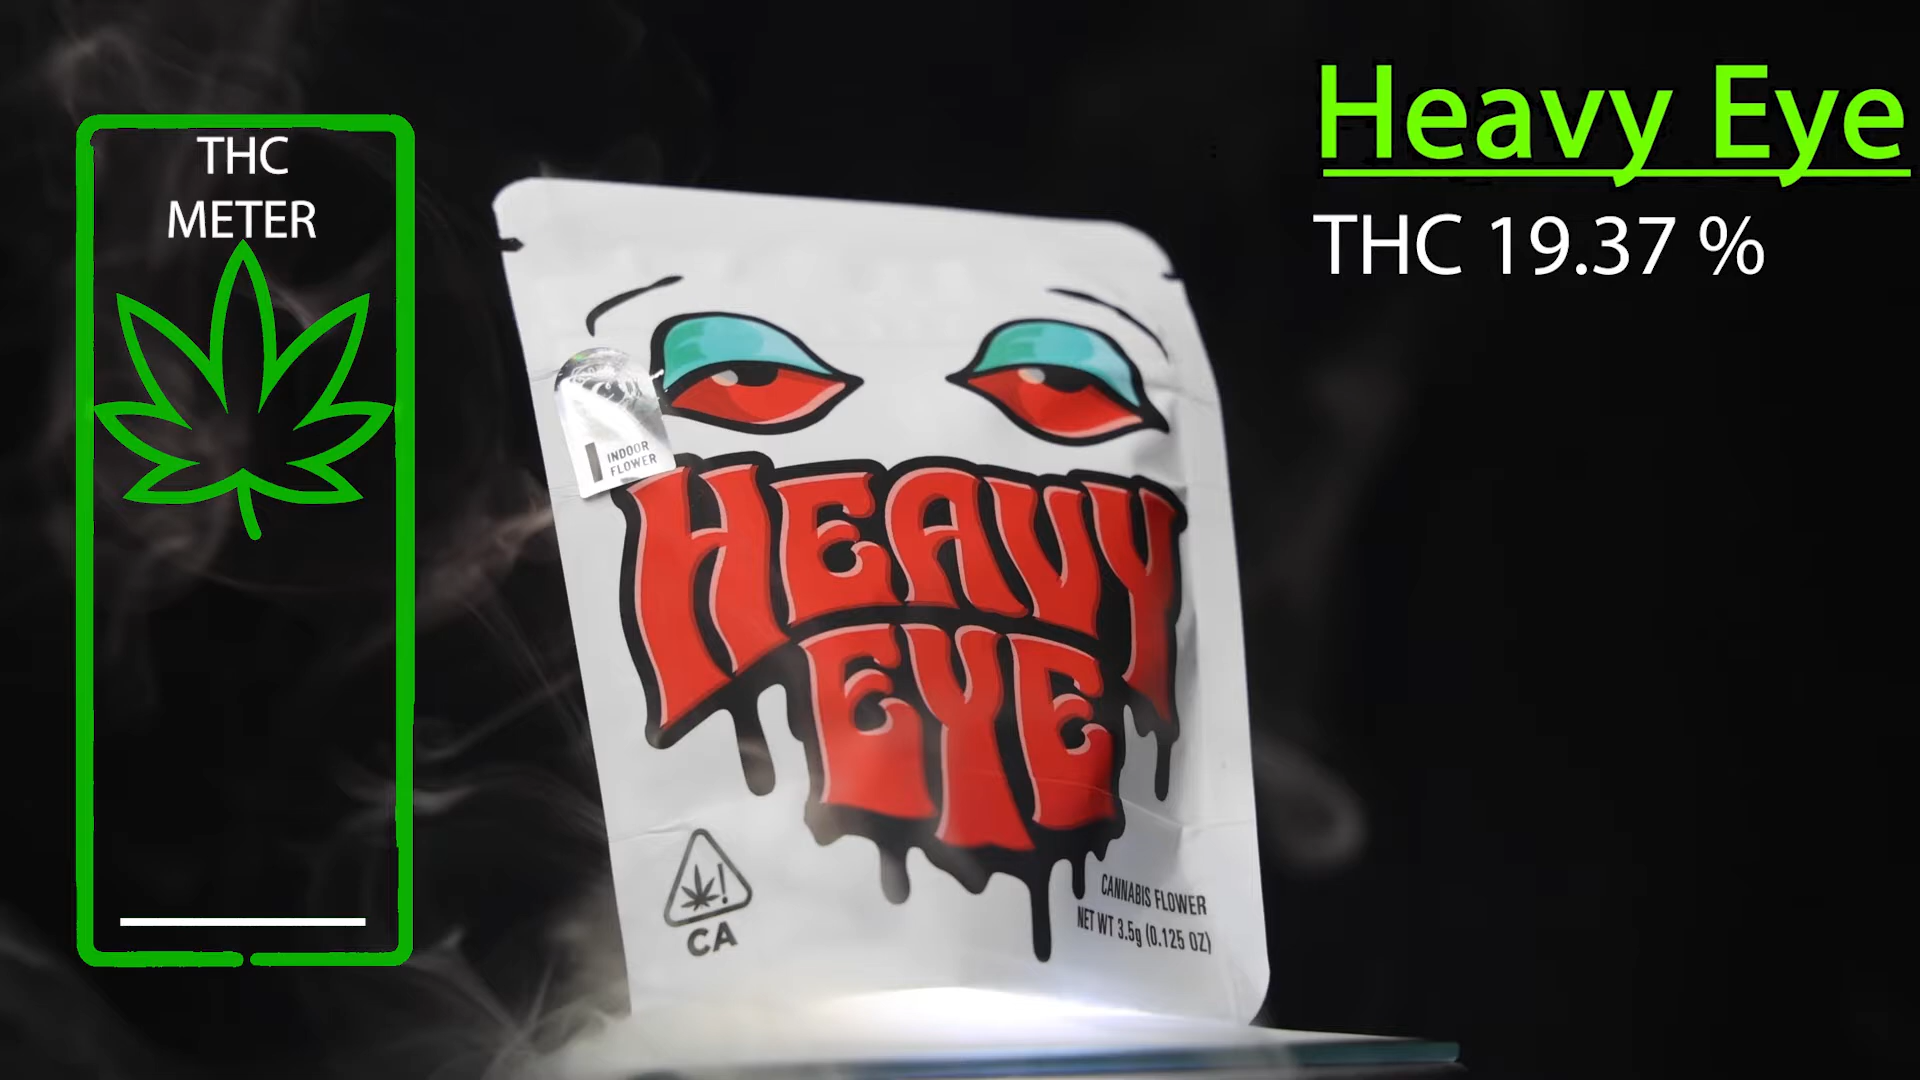 THC
METER
Heavy Eye
THC 19.37 %
INDOOR
FLOWER
HEAVY
EYE
CA
CANNABIS FLOWER
NET WT 3.5g (0.125 OZ)